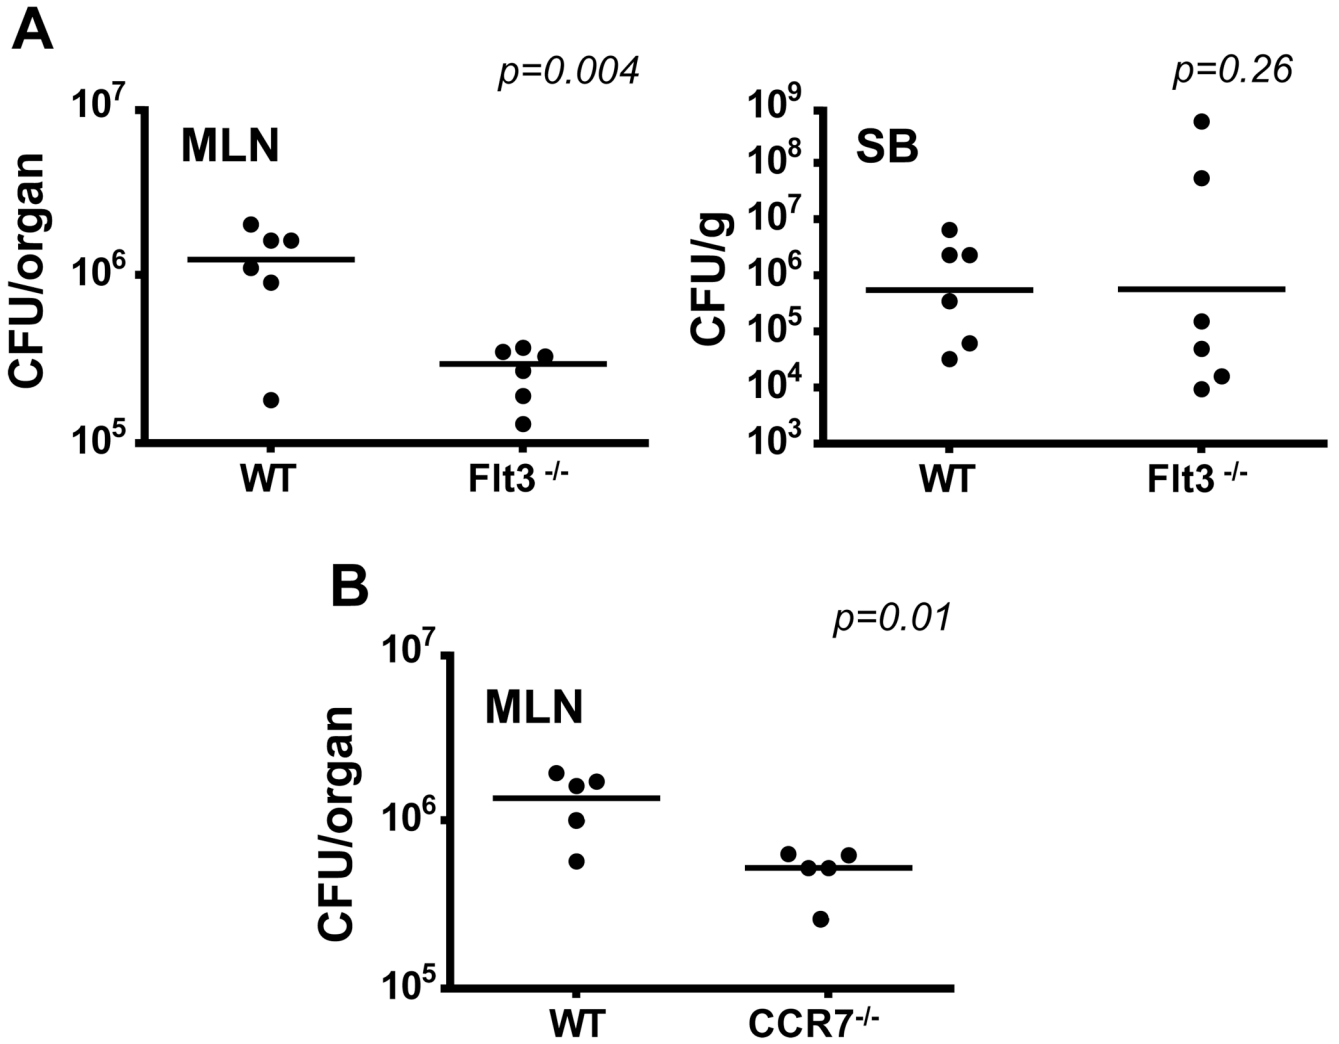 A
p=0.004
10^7
MLN
10^6
10^5
CFU/organ
WT
Flt3 -/-
p=0.26
10^9
SB
10^8
10^7
10^6
10^5
10^4
10^3
CFU/g
WT
Flt3 -/-
B
p=0.01
10^7
MLN
10^6
10^5
CFU/organ
WT
CCR7-/-